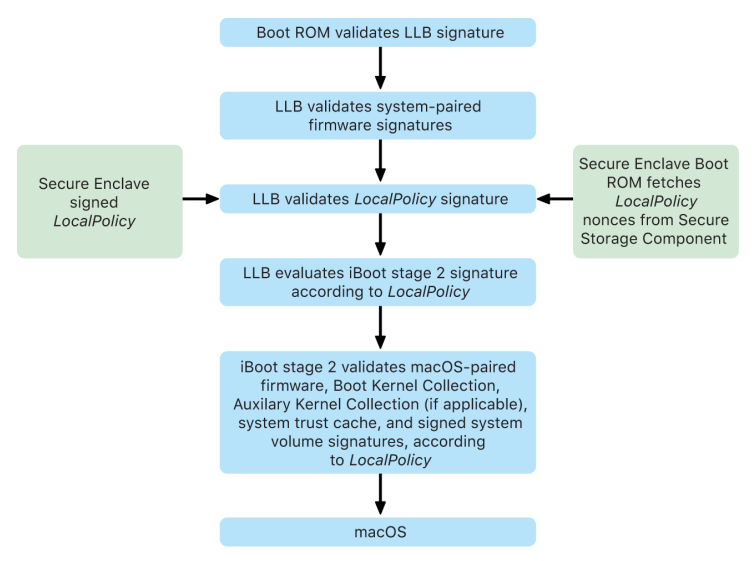 Boot ROM validates LLB signature
LLB validates system-paired
firmware signatures
Secure Enclave
signed
LocalPolicy
LLB validates LocalPolicy signature
Secure Enclave Boot
ROM fetches
LocalPolicy
nonces from Secure
Storage Component
LLB evaluates iBoot stage 2 signature
according to LocalPolicy
iBoot stage 2 validates macOS-paired
firmware, Boot Kernel Collection,
Auxilary Kernel Collection (if applicable),
system trust cache, and signed system
volume signatures, according
to LocalPolicy
macOS